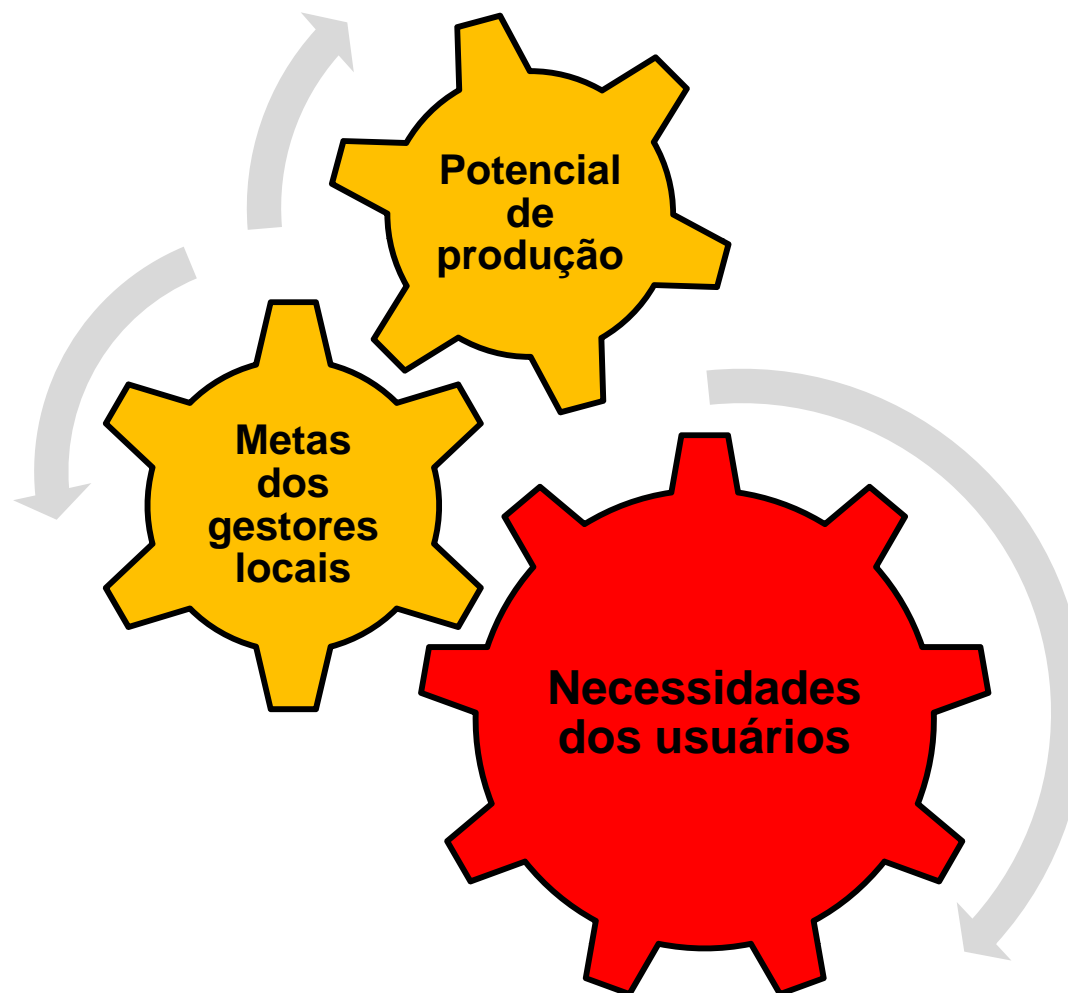 Potencial
de
produção
Metas
dos
gestores
locais
Necessidades
dos usuários